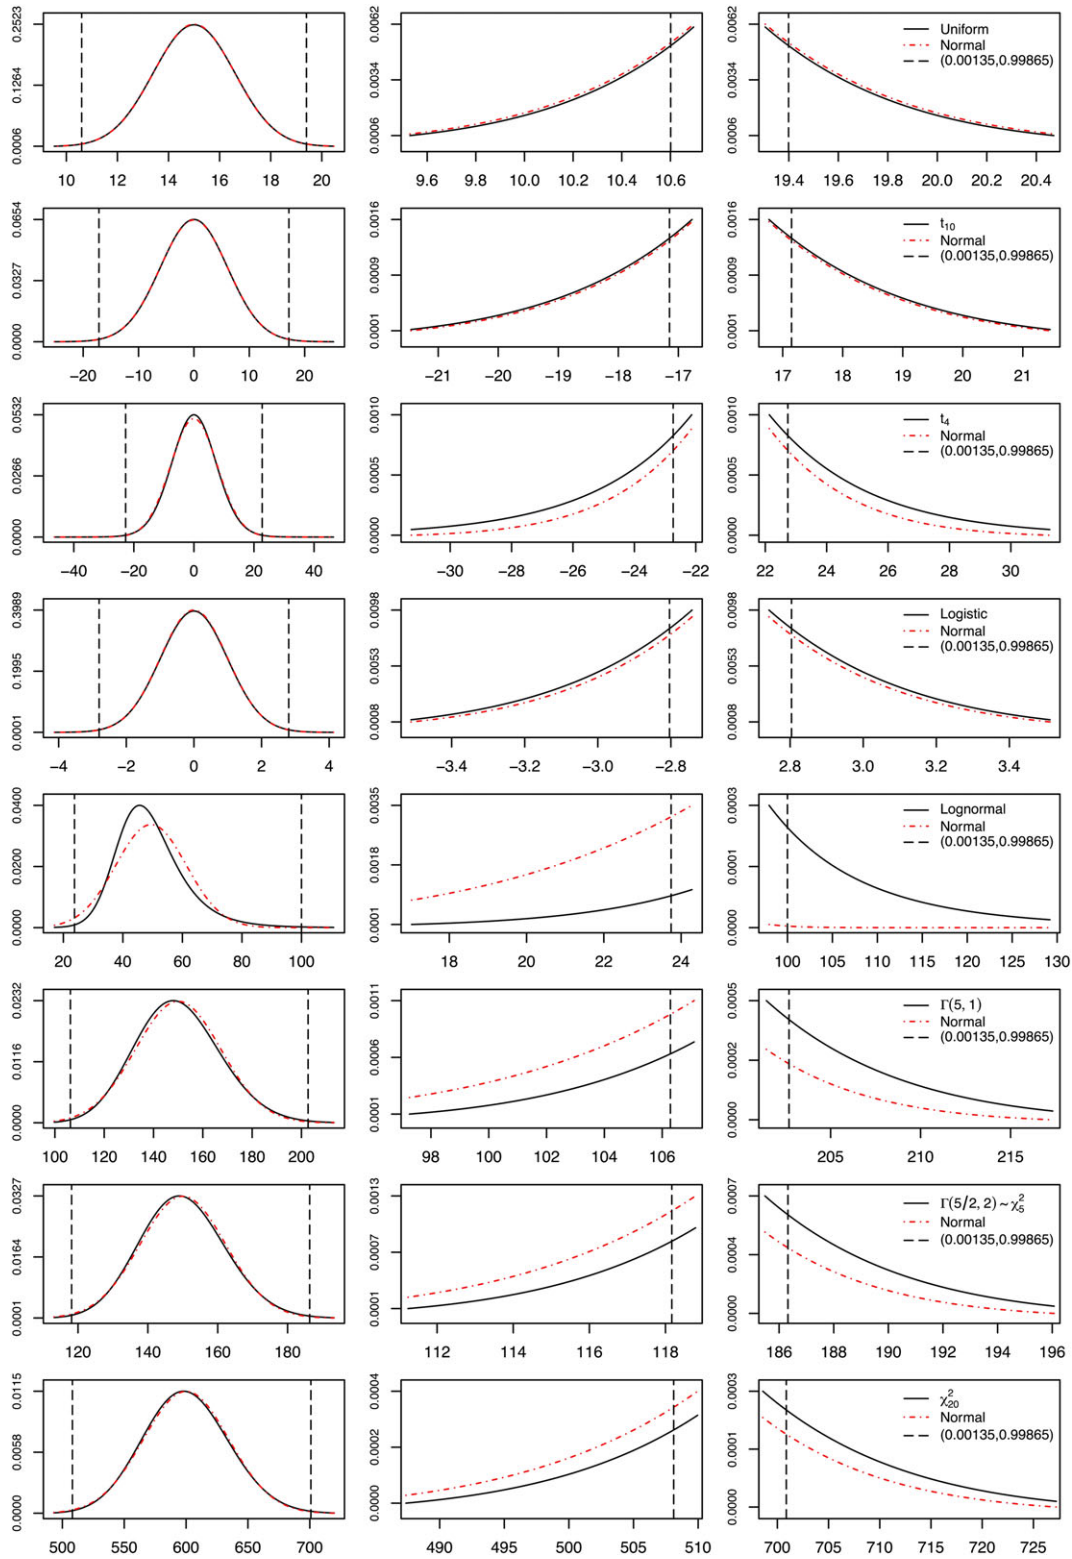 0.0006 0.1264 0.2523
10 12 14 16 18 20
0.0006 0.0034 0.0062
9.6 9.8 10.0 10.2 10.4 10.6
0.0006 0.0034 0.0062
19.4 19.6 19.8 20.0 20.2 20.4
Uniform
Normal
(0.00135,0.99865)
0.0000 0.0327 0.0654
−20 −10 0 10 20
0.0001 0.0009 0.0016
−21 −20 −19 −18 −17
0.0001 0.0009 0.0016
17 18 19 20 21
t10
Normal
(0.00135,0.99865)
0.0000 0.0266 0.0532
−40 −20 0 20 40
0.0000 0.0005 0.0010
−30 −28 −26 −24 −22
0.0000 0.0005 0.0010
22 24 26 28 30
t4
Normal
(0.00135,0.99865)
0.0001 0.1995 0.3989
−4 −2 0 2 4
0.0008 0.0053 0.0098
−3.4 −3.2 −3.0 −2.8
0.0008 0.0053 0.0098
2.8 3.0 3.2 3.4
Logistic
Normal
(0.00135,0.99865)
0.0000 0.0200 0.0400
20 40 60 80 100
0.0001 0.0018 0.0035
18 20 22 24
0.0000 0.0001 0.0003
100 105 110 115 120 125 130
Lognormal
Normal
(0.00135,0.99865)
0.0000 0.0116 0.0232
100 120 140 160 180 200
0.0001 0.0006 0.0011
98 100 102 104 106
0.0000 0.0002 0.0005
205 210 215
Γ(5, 1)
Normal
(0.00135,0.99865)
0.0001 0.0164 0.0327
120 140 160 180
0.0001 0.0007 0.0013
112 114 116 118
0.0000 0.0004 0.0007
186 188 190 192 194 196
Γ(5/2, 2) ~ χ²5
Normal
(0.00135,0.99865)
0.0000 0.0058 0.0115
500 550 600 650 700
0.0000 0.0002 0.0004
490 495 500 505 510
0.0000 0.0001 0.0003
700 705 710 715 720 725
χ²20
Normal
(0.00135,0.99865)